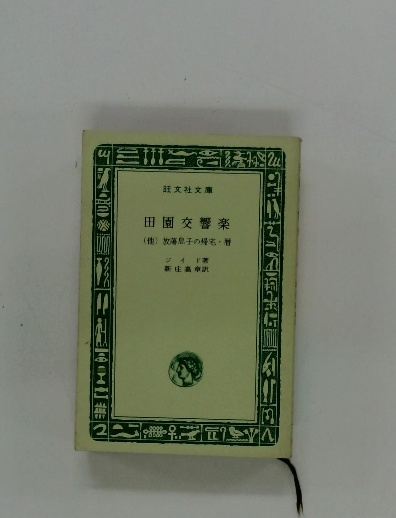 旺文社文庫
田園交響楽
(他) 放蕩息子の帰宅・暦
ジイド著
新庄嘉章訳